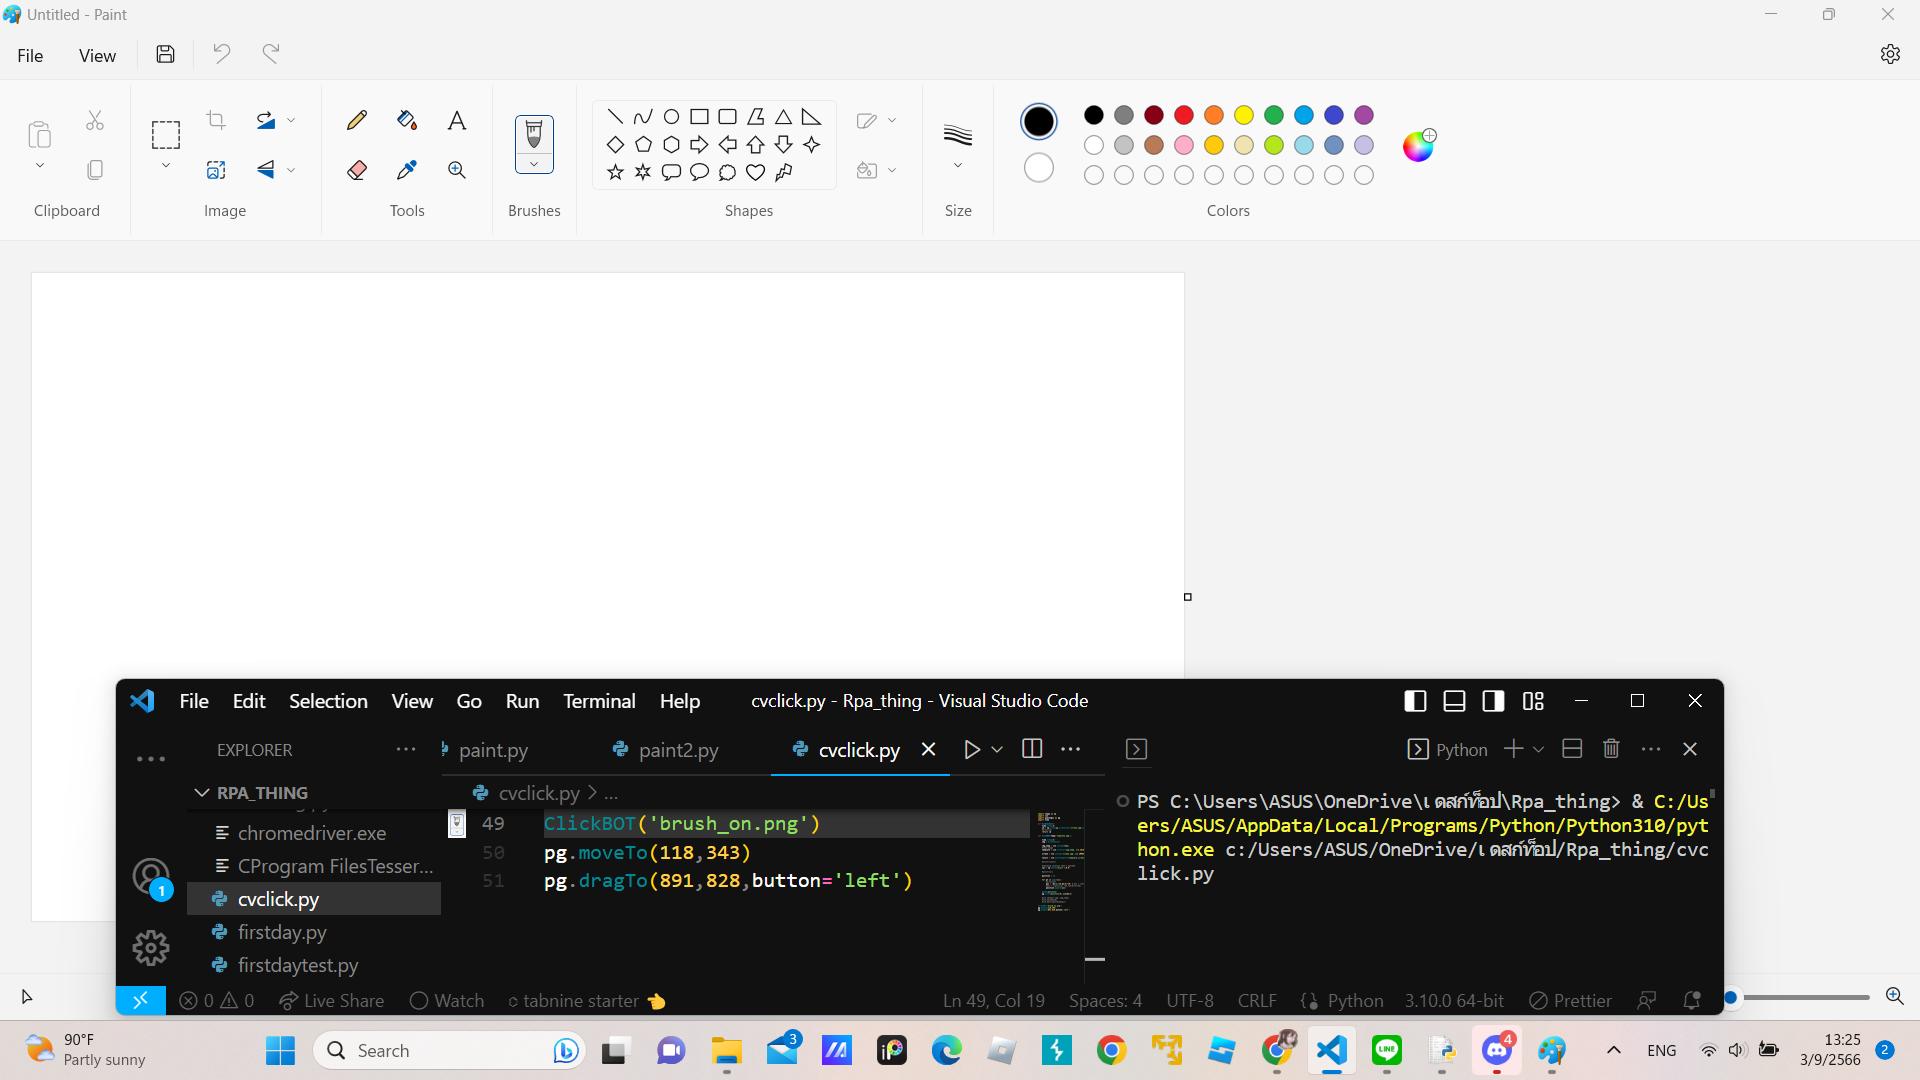 Untitled - Paint
File View
Clipboard
Image
Tools
Brushes
Shapes
Size
Colors
File Edit Selection View Go Run Terminal Help
cvclick.py - Rpa_thing - Visual Studio Code
EXPLORER
paint.py
paint2.py
cvclick.py
Python
RPA_THING
cvclick.py > ...
chromedriver.exe
CProgram FilesTesser...
cvclick.py
firstday.py
firstdaytest.py
49 ClickBOT('brush_on.png')
50 pg.moveTo(118,343)
51 pg.dragTo(891,828,button='left')
PS C:\Users\ASUS\OneDrive\เดสก์ท็อป\Rpa_thing> & C:/Us
ers/ASUS/AppData/Local/Programs/Python/Python310/pyt
hon.exe c:/Users/ASUS/OneDrive/เดสก์ท็อป/Rpa_thing/cvc
lick.py
1
0 0 Live Share Watch tabnine starter Ln 49, Col 19 Spaces: 4 UTF-8 CRLF Python 3.10.0 64-bit Prettier
90°F
Partly sunny
Search
3
4
ENG
13:25
3/9/2566
2